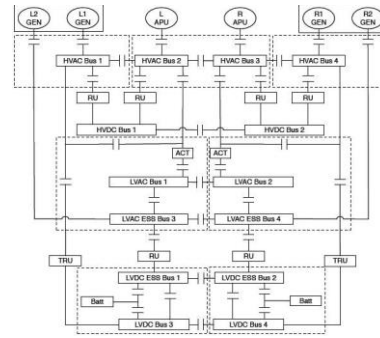 L2 GEN L1 GEN L APU R APU R1 GEN R2 GEN
HVAC Bus 1 HVAC Bus 2 HVAC Bus 3 HVAC Bus 4
RU RU RU RU
HVDC Bus 1 HVDC Bus 2
ACT ACT
LVAC Bus 1 LVAC Bus 2
LVAC ESS Bus 3 LVAC ESS Bus 4
TRU RU RU TRU
LVDC ESS Bus 1 LVDC ESS Bus 2
Batt Batt
LVDC Bus 3 LVDC Bus 4